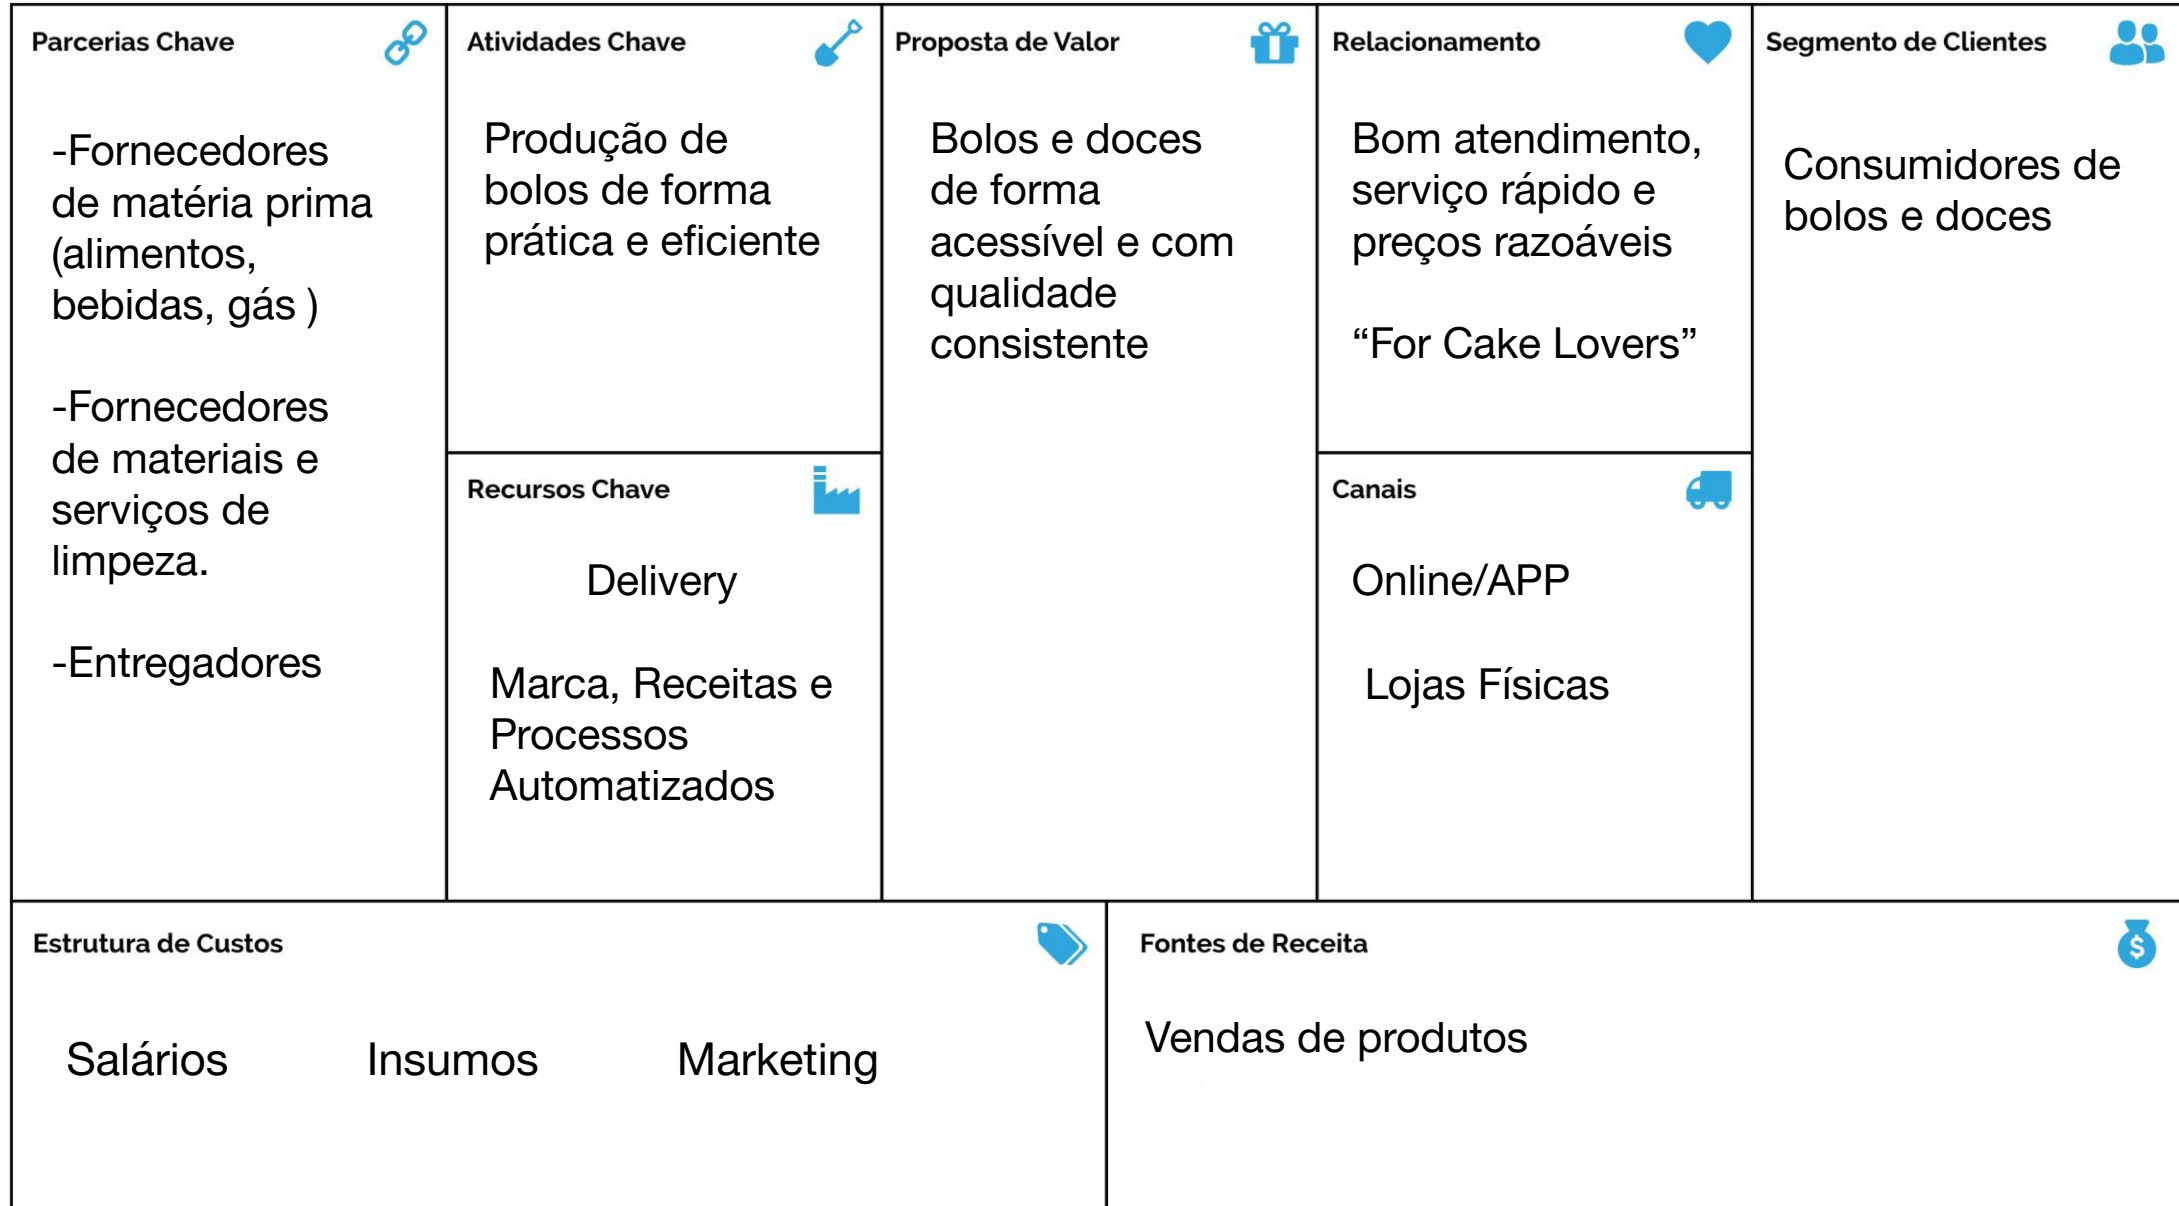 Parcerias Chave
-Fornecedores
de matéria prima
(alimentos,
bebidas, gás )
-Fornecedores
de materiais e
serviços de
limpeza.
-Entregadores
Atividades Chave
Produção de
bolos de forma
prática e eficiente
Recursos Chave
Delivery
Marca, Receitas e
Processos
Automatizados
Proposta de Valor
Bolos e doces
de forma
acessível e com
qualidade
consistente
Relacionamento
Bom atendimento,
serviço rápido e
preços razoáveis
“For Cake Lovers”
Canais
Online/APP
Lojas Físicas
Segmento de Clientes
Consumidores de
bolos e doces
Estrutura de Custos
Salários Insumos Marketing
Fontes de Receita
$
Vendas de produtos